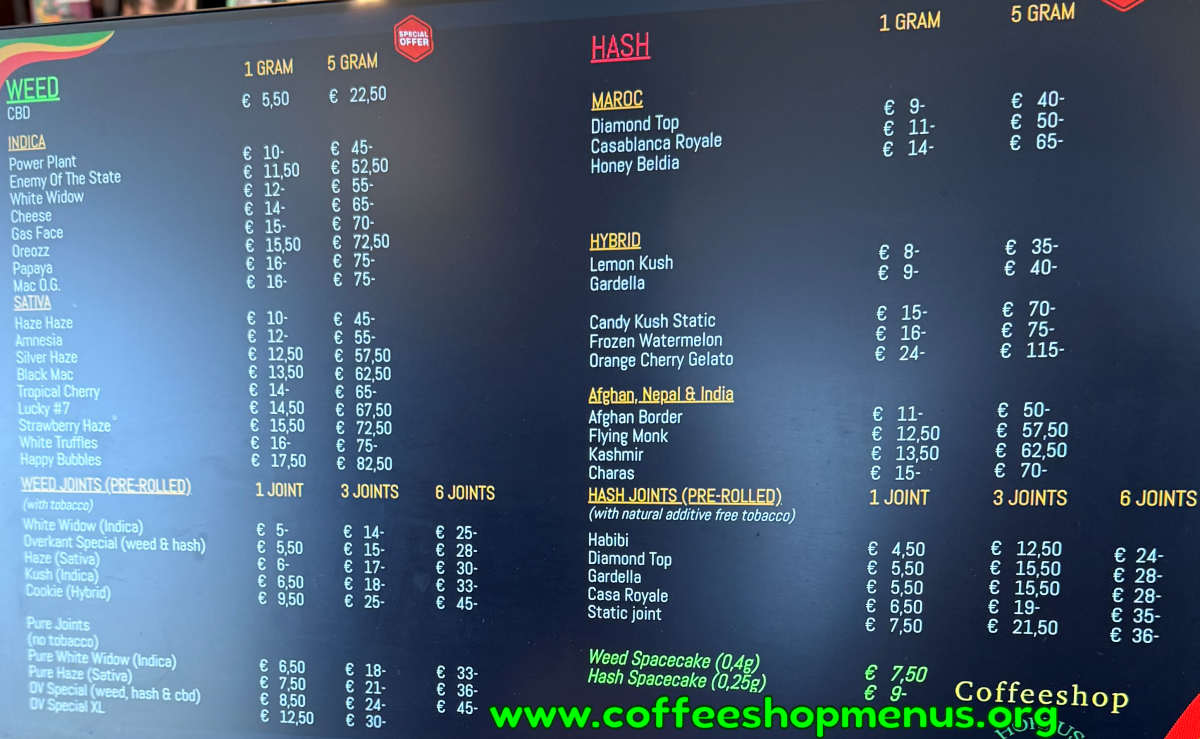 SPECIAL OFFER
WEED 1 GRAM 5 GRAM
CBD € 5,50 € 22,50
INDICA
Power Plant € 10- € 45-
Enemy Of The State € 11,50 € 52,50
White Widow € 12- € 55-
Cheese € 14- € 65-
Gas Face € 15- € 70-
Oreozz € 15,50 € 72,50
Papaya € 16- € 75-
Mac O.G. € 16- € 75-
SATIVA
Haze Haze € 10- € 45-
Amnesia € 12- € 55-
Silver Haze € 12,50 € 57,50
Black Mac € 13,50 € 62,50
Tropical Cherry € 14- € 65-
Lucky #7 € 14,50 € 67,50
Strawberry Haze € 15,50 € 72,50
White Truffles € 16- € 75-
Happy Bubbles € 17,50 € 82,50
WEED JOINTS (PRE-ROLLED) 1 JOINT 3 JOINTS 6 JOINTS
(with tobacco)
White Widow (Indica) € 5- € 14- € 25-
Overkant Special (weed & hash) € 5,50 € 15- € 28-
Haze (Sativa) € 6- € 17- € 30-
Kush (Indica) € 6,50 € 18- € 33-
Cookie (Hybrid) € 9,50 € 25- € 45-
Pure Joints
(no tobacco)
Pure White Widow (Indica) € 6,50 € 18- € 33-
Pure Haze (Sativa) € 7,50 € 21- € 36-
OV Special (weed, hash & cbd) € 8,50 € 24- € 45-
OV Special XL € 12,50 € 30-
HASH 1 GRAM 5 GRAM
MAROC
Diamond Top € 9- € 40-
Casablanca Royale € 11- € 50-
Honey Beldia € 14- € 65-
HYBRID
Lemon Kush € 8- € 35-
Gardella € 9- € 40-
Candy Kush Static € 15- € 70-
Frozen Watermelon € 16- € 75-
Orange Cherry Gelato € 24- € 115-
Afghan, Nepal & India
Afghan Border € 11- € 50-
Flying Monk € 12,50 € 57,50
Kashmir € 13,50 € 62,50
Charas € 15- € 70-
HASH JOINTS (PRE-ROLLED) 1 JOINT 3 JOINTS 6 JOINTS
(with natural additive free tobacco)
Habibi € 4,50 € 12,50 € 24-
Diamond Top € 5,50 € 15,50 € 28-
Gardella € 5,50 € 15,50 € 28-
Casa Royale € 6,50 € 19- € 35-
Static joint € 7,50 € 21,50 € 36-
Weed Spacecake (0,4g) € 7,50
Hash Spacecake (0,25g) € 9-
Coffeeshop
www.coffeeshopmenus.org